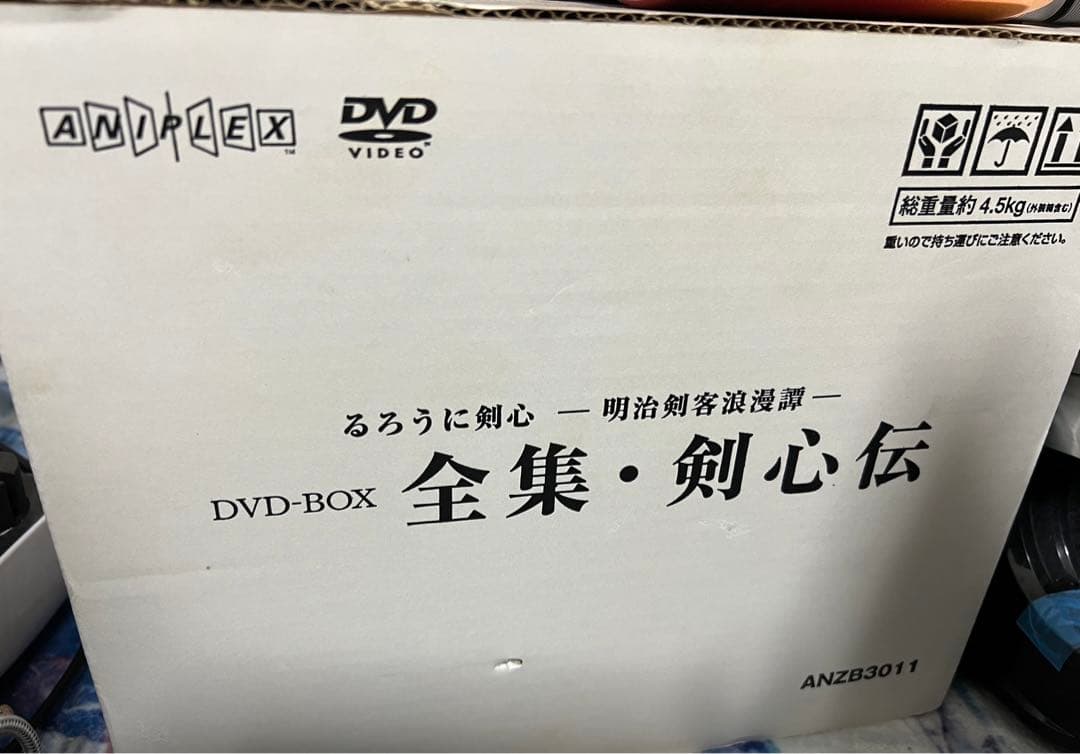 ANIPLEX
DVD
VIDEO
総重量約4.5kg(外装箱含む)
重いので持ち運びにご注意ください。
るろうに剣心 ― 明治剣客浪漫譚 ―
DVD-BOX 全集・剣心伝
ANZB3011